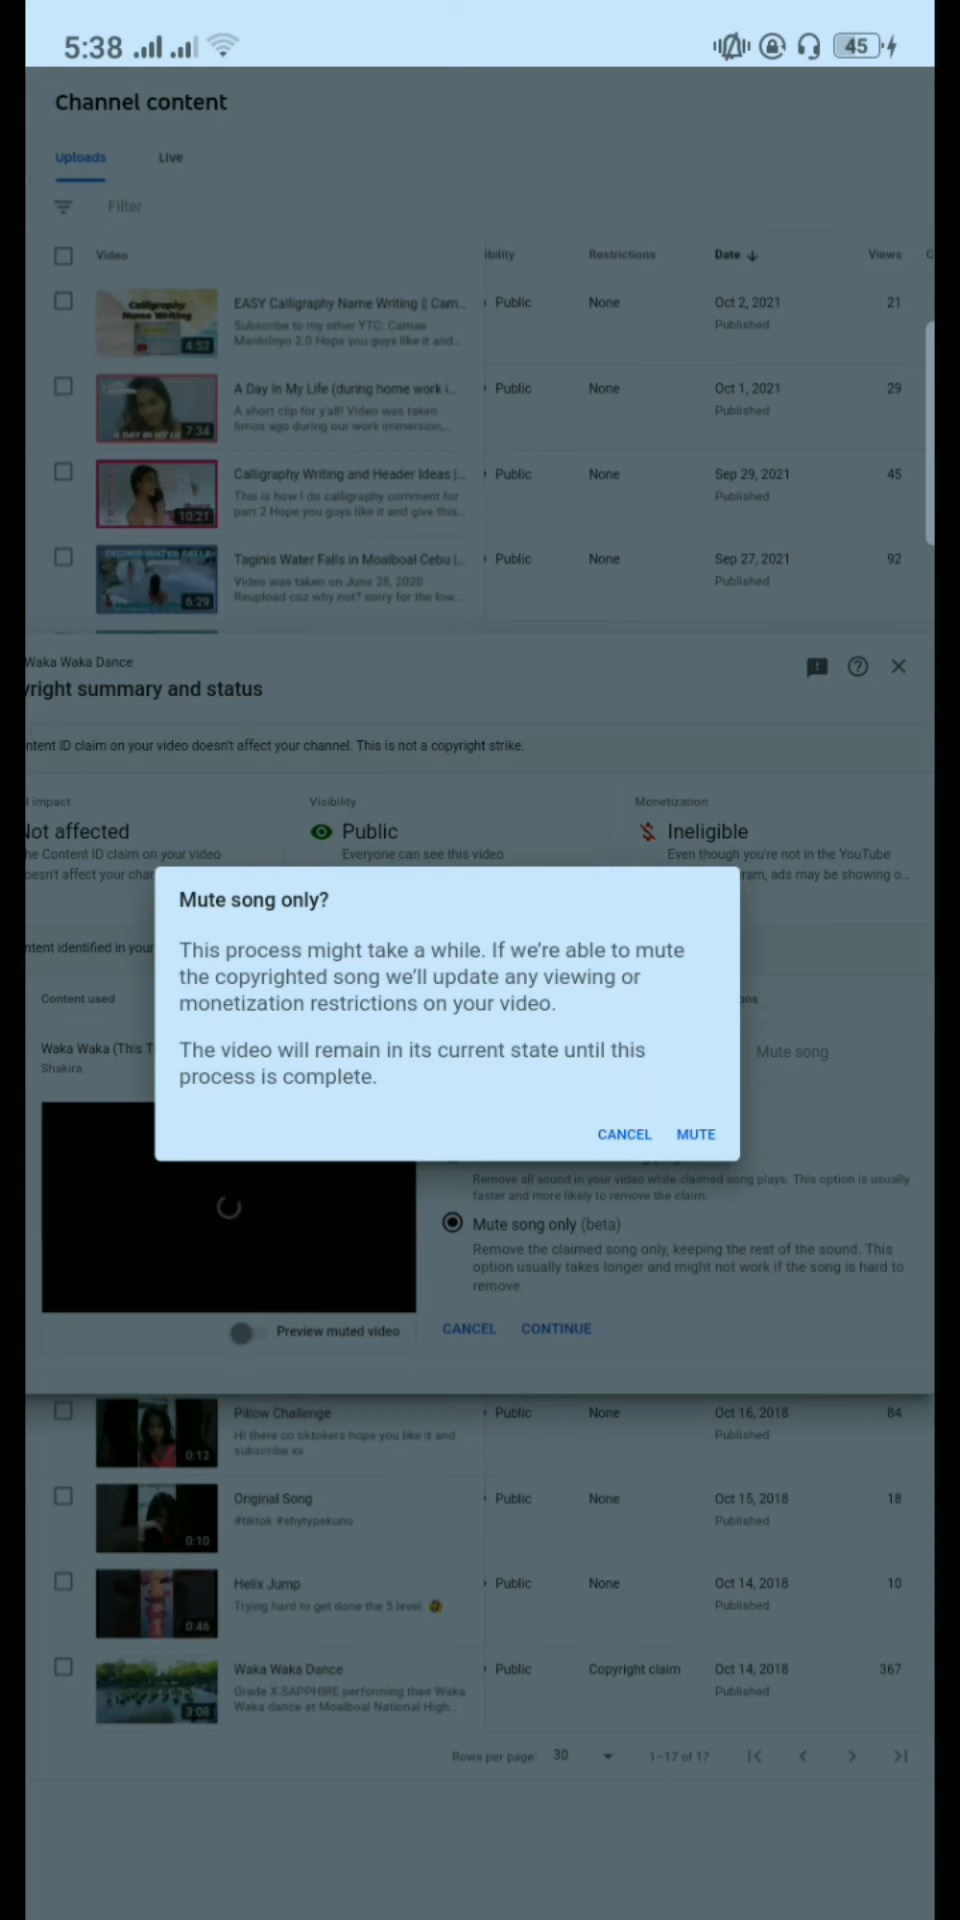 5:38
45
Channel content
Uploads Live
Filter
Video ibility Restrictions Date Views
EASY Calligraphy Name Writing || Cam... Public None Oct 2, 2021 21
Subscribe to my other YTC: Camae Published
Manloloyo 2.0 Hope you guys like it and...
Calligraphy
Name Writing
4:52
A Day In My Life (during home work i... Public None Oct 1, 2021 29
A short clip for y'all! Video was taken Published
6mos ago during our work immersion,...
7:34
Calligraphy Writing and Header Ideas |... Public None Sep 29, 2021 45
This is how I do calligraphy comment for Published
part 2 Hope you guys like it and give this...
10:21
Taginis Water Falls in Moalboal Cebu |... Public None Sep 27, 2021 92
Video was taken on June 28, 2020 Published
Reupload coz why not? sorry for the low...
TAGINIS WATER FALLS
6:29
Waka Waka Dance
yright summary and status
ntent ID claim on your video doesn't affect your channel. This is not a copyright strike.
l impact Visibility Monetization
Not affected Public Ineligible
he Content ID claim on your video Everyone can see this video Even though you're not in the YouTube
oesn't affect your chan ram, ads may be showing o...
Mute song only?
This process might take a while. If we're able to mute
the copyrighted song we'll update any viewing or
monetization restrictions on your video.
The video will remain in its current state until this
process is complete.
CANCEL MUTE
ntent identified in your
Content used ons
Waka Waka (This T Mute song
Shakira
Remove all sound in your video while claimed song plays. This option is usually
faster and more likely to remove the claim.
Mute song only (beta)
Remove the claimed song only, keeping the rest of the sound. This
option usually takes longer and might not work if the song is hard to
remove.
Preview muted video
CANCEL CONTINUE
Pillow Challenge Public None Oct 16, 2018 84
Hi there co tiktokers hope you like it and Published
subscribe xx
0:12
Original Song Public None Oct 15, 2018 18
#tiktok #shytypekuno Published
0:10
Helix Jump Public None Oct 14, 2018 10
Trying hard to get done the 5 level. 🤣 Published
0:46
Waka Waka Dance Public Copyright claim Oct 14, 2018 367
Grade X-SAPPHIRE performing their Waka Published
Waka dance at Moalboal National High...
3:08
Rows per page: 30 1–17 of 17